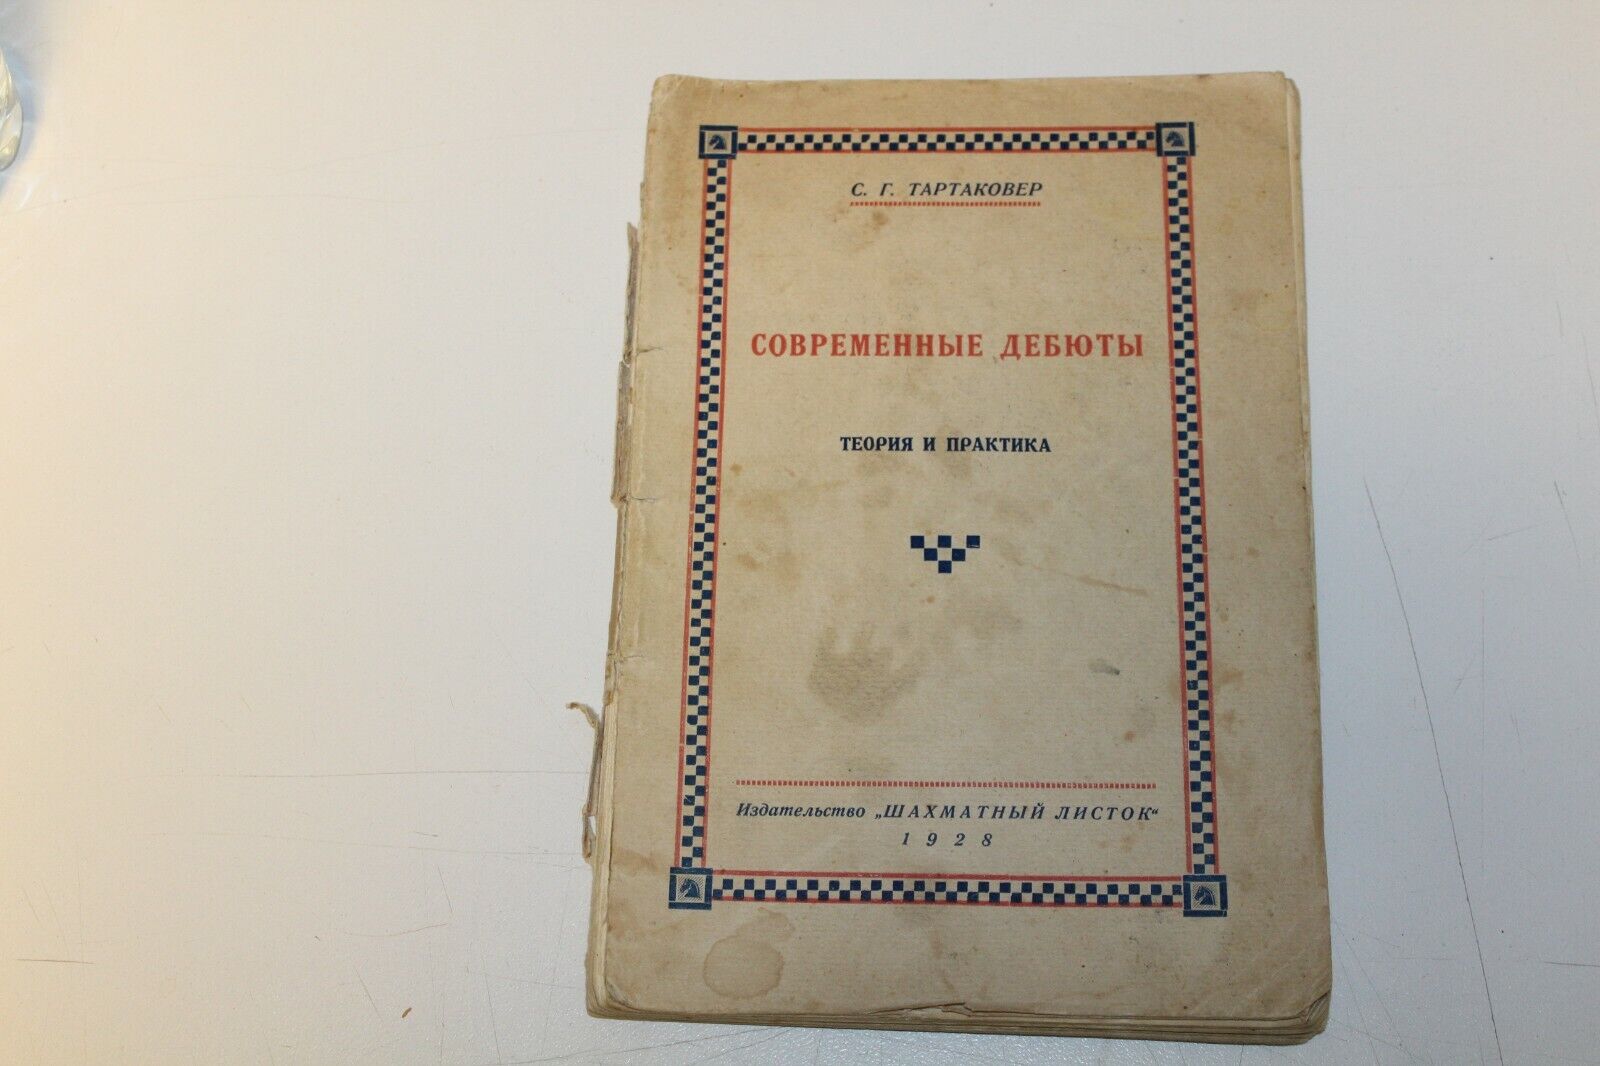 С. Г. ТАРТАКОВЕР
СОВРЕМЕННЫЕ ДЕБЮТЫ
ТЕОРИЯ И ПРАКТИКА
Издательство „ШАХМАТНЫЙ ЛИСТОК“
1928